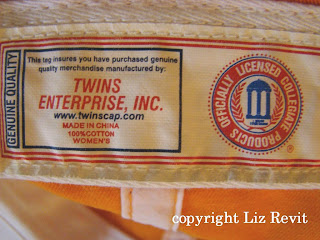 GENUINE QUALITY
This tag insures you have purchased genuine
quality merchandise manufactured by:
TWINS
ENTERPRISE, INC.
www.twinscap.com
MADE IN CHINA
100%COTTON
WOMEN'S
OFFICIALLY LICENSED COLLEGIATE
PRODUCTS
®
copyright Liz Revit